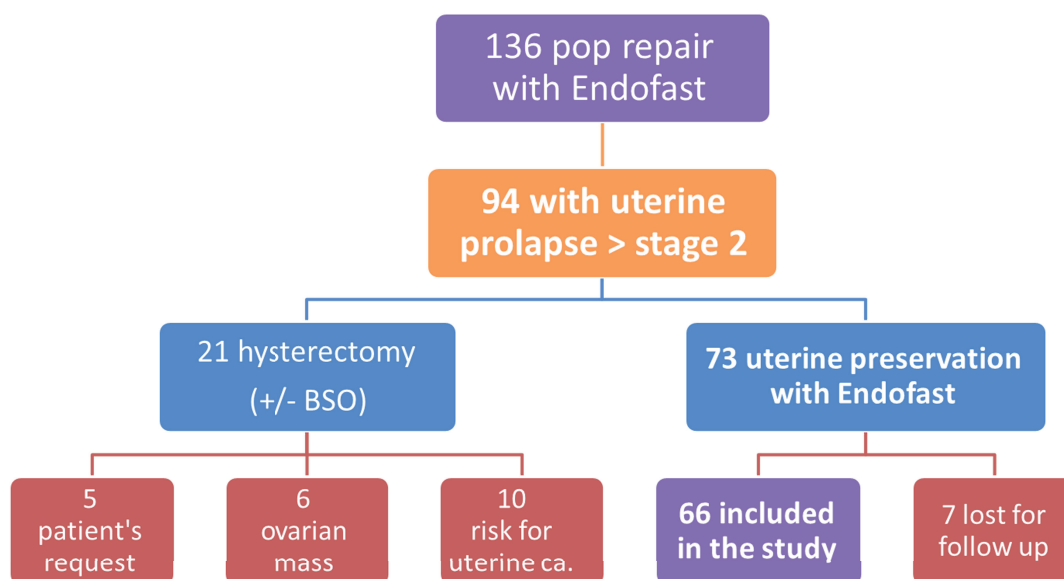 136 pop repair
with Endofast
94 with uterine
prolapse > stage 2
21 hysterectomy
(+/- BSO)
73 uterine preservation
with Endofast
5
patient's
request
6
ovarian
mass
10
risk for
uterine ca.
66 included
in the study
7 lost for
follow up